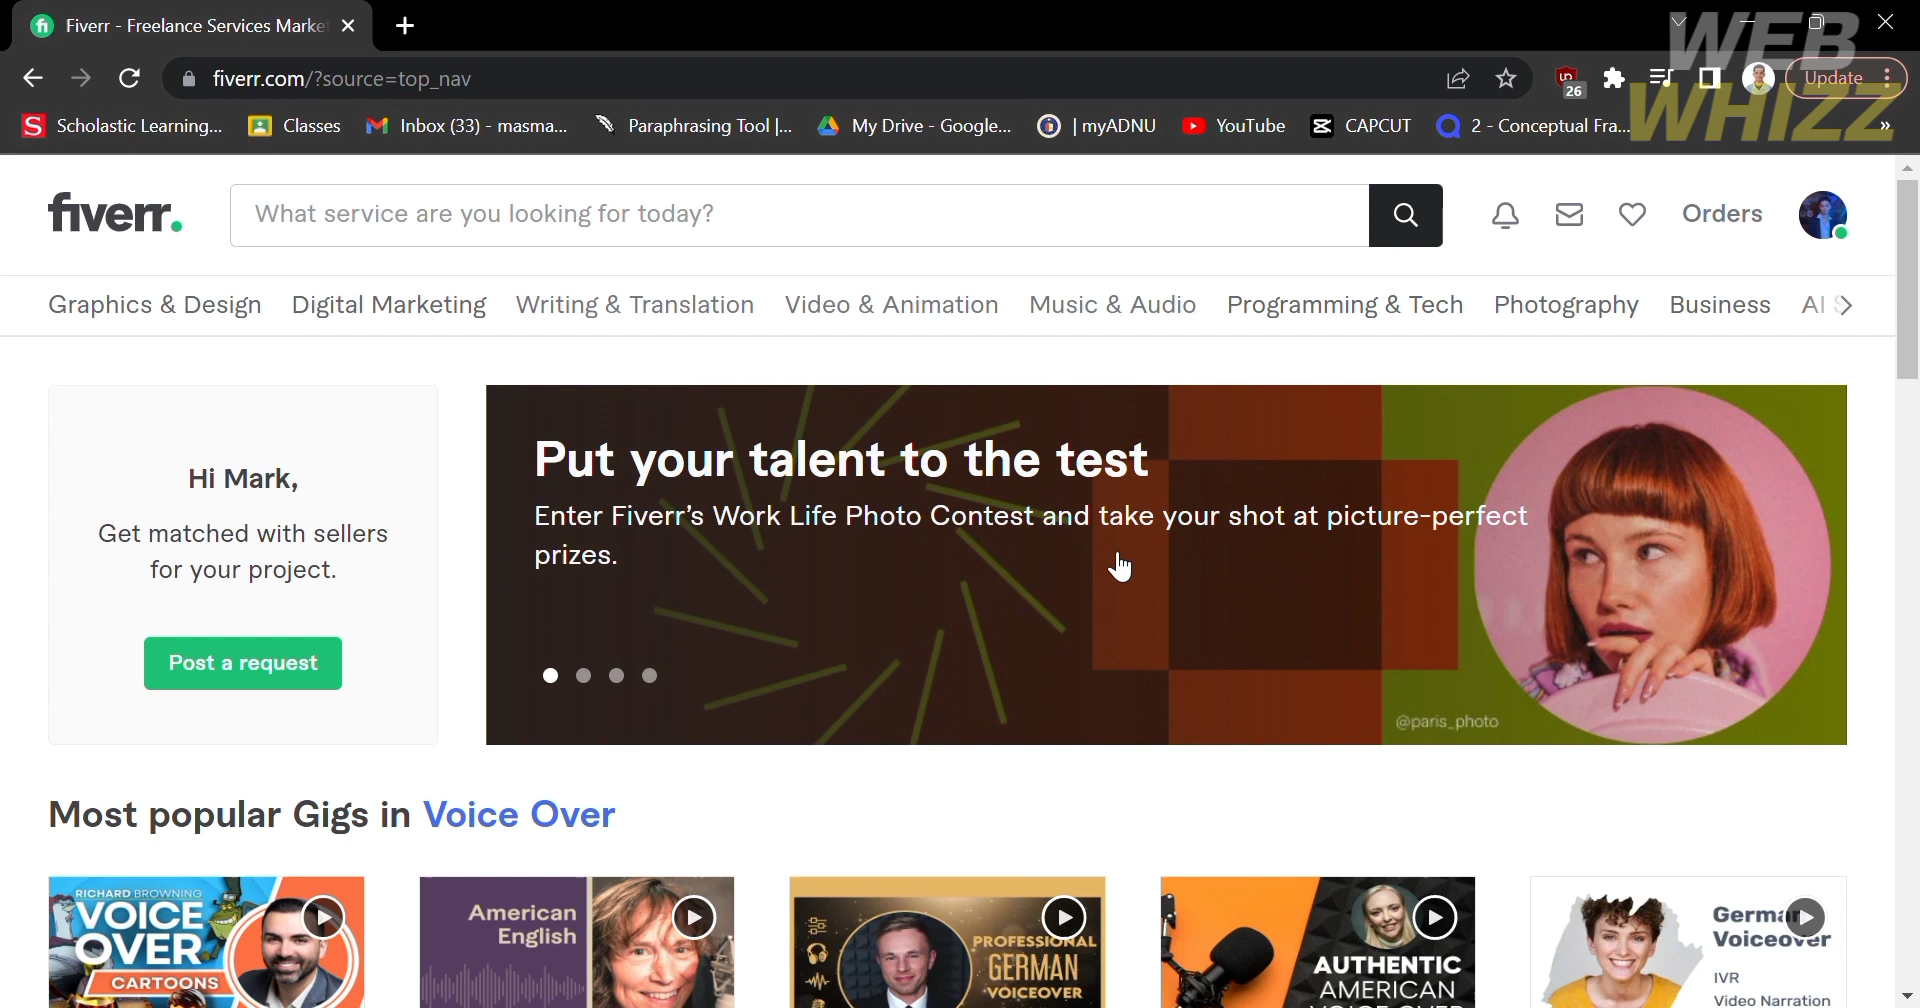 Fiverr - Freelance Services Marke
WEB
WHIZZ
fiverr.com/?source=top_nav
26
Update
Scholastic Learning...
Classes
Inbox (33) - masma...
Paraphrasing Tool |...
My Drive - Google...
| myADNU
YouTube
CAPCUT
2 - Conceptual Fra...
»
fiverr.
What service are you looking for today?
Orders
Graphics & Design
Digital Marketing
Writing & Translation
Video & Animation
Music & Audio
Programming & Tech
Photography
Business
AI S
Hi Mark,
Get matched with sellers
for your project.
Post a request
Put your talent to the test
Enter Fiverr's Work Life Photo Contest and take your shot at picture-perfect
prizes.
@paris_photo
Most popular Gigs in Voice Over
RICHARD BROWNING
VOICE
OVER
CARTOONS
American
English
PROFESSIONAL
GERMAN
VOICEOVER
AUTHENTIC
AMERICAN
VOICE OVER
German
Voiceover
IVR
Video Narration